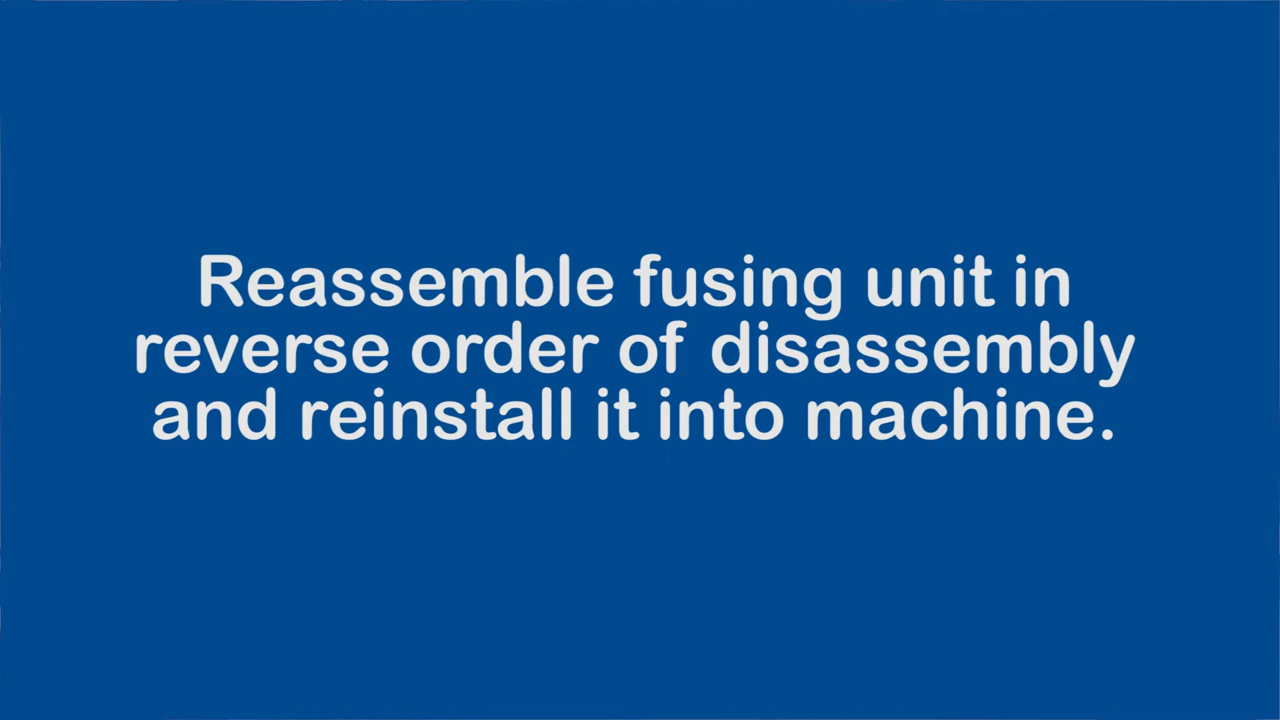 Reassemble fusing unit in
reverse order of disassembly
and reinstall it into machine.